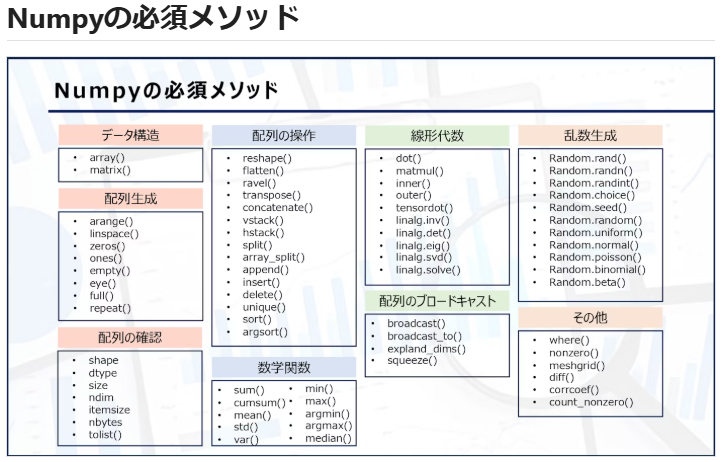 Numpyの必須メソッド
Numpyの必須メソッド
データ構造
• array()
• matrix()
配列生成
• arange()
• linspace()
• zeros()
• ones()
• empty()
• eye()
• full()
• repeat()
配列の確認
• shape
• dtype
• size
• ndim
• itemsize
• nbytes
• tolist()
配列の操作
• reshape()
• flatten()
• ravel()
• transpose()
• concatenate()
• vstack()
• hstack()
• split()
• array_split()
• append()
• insert()
• delete()
• unique()
• sort()
• argsort()
数学関数
• sum()
• cumsum()
• mean()
• std()
• var()
• min()
• max()
• argmin()
• argmax()
• median()
線形代数
• dot()
• matmul()
• inner()
• outer()
• tensordot()
• linalg.inv()
• linalg.det()
• linalg.eig()
• linalg.svd()
• linalg.solve()
配列のブロードキャスト
• broadcast()
• broadcast_to()
• expland_dims()
• squeeze()
乱数生成
• Random.rand()
• Random.randn()
• Random.randint()
• Random.choice()
• Random.seed()
• Random.random()
• Random.uniform()
• Random.normal()
• Random.poisson()
• Random.binomial()
• Random.beta()
その他
• where()
• nonzero()
• meshgrid()
• diff()
• corrcoef()
• count_nonzero()